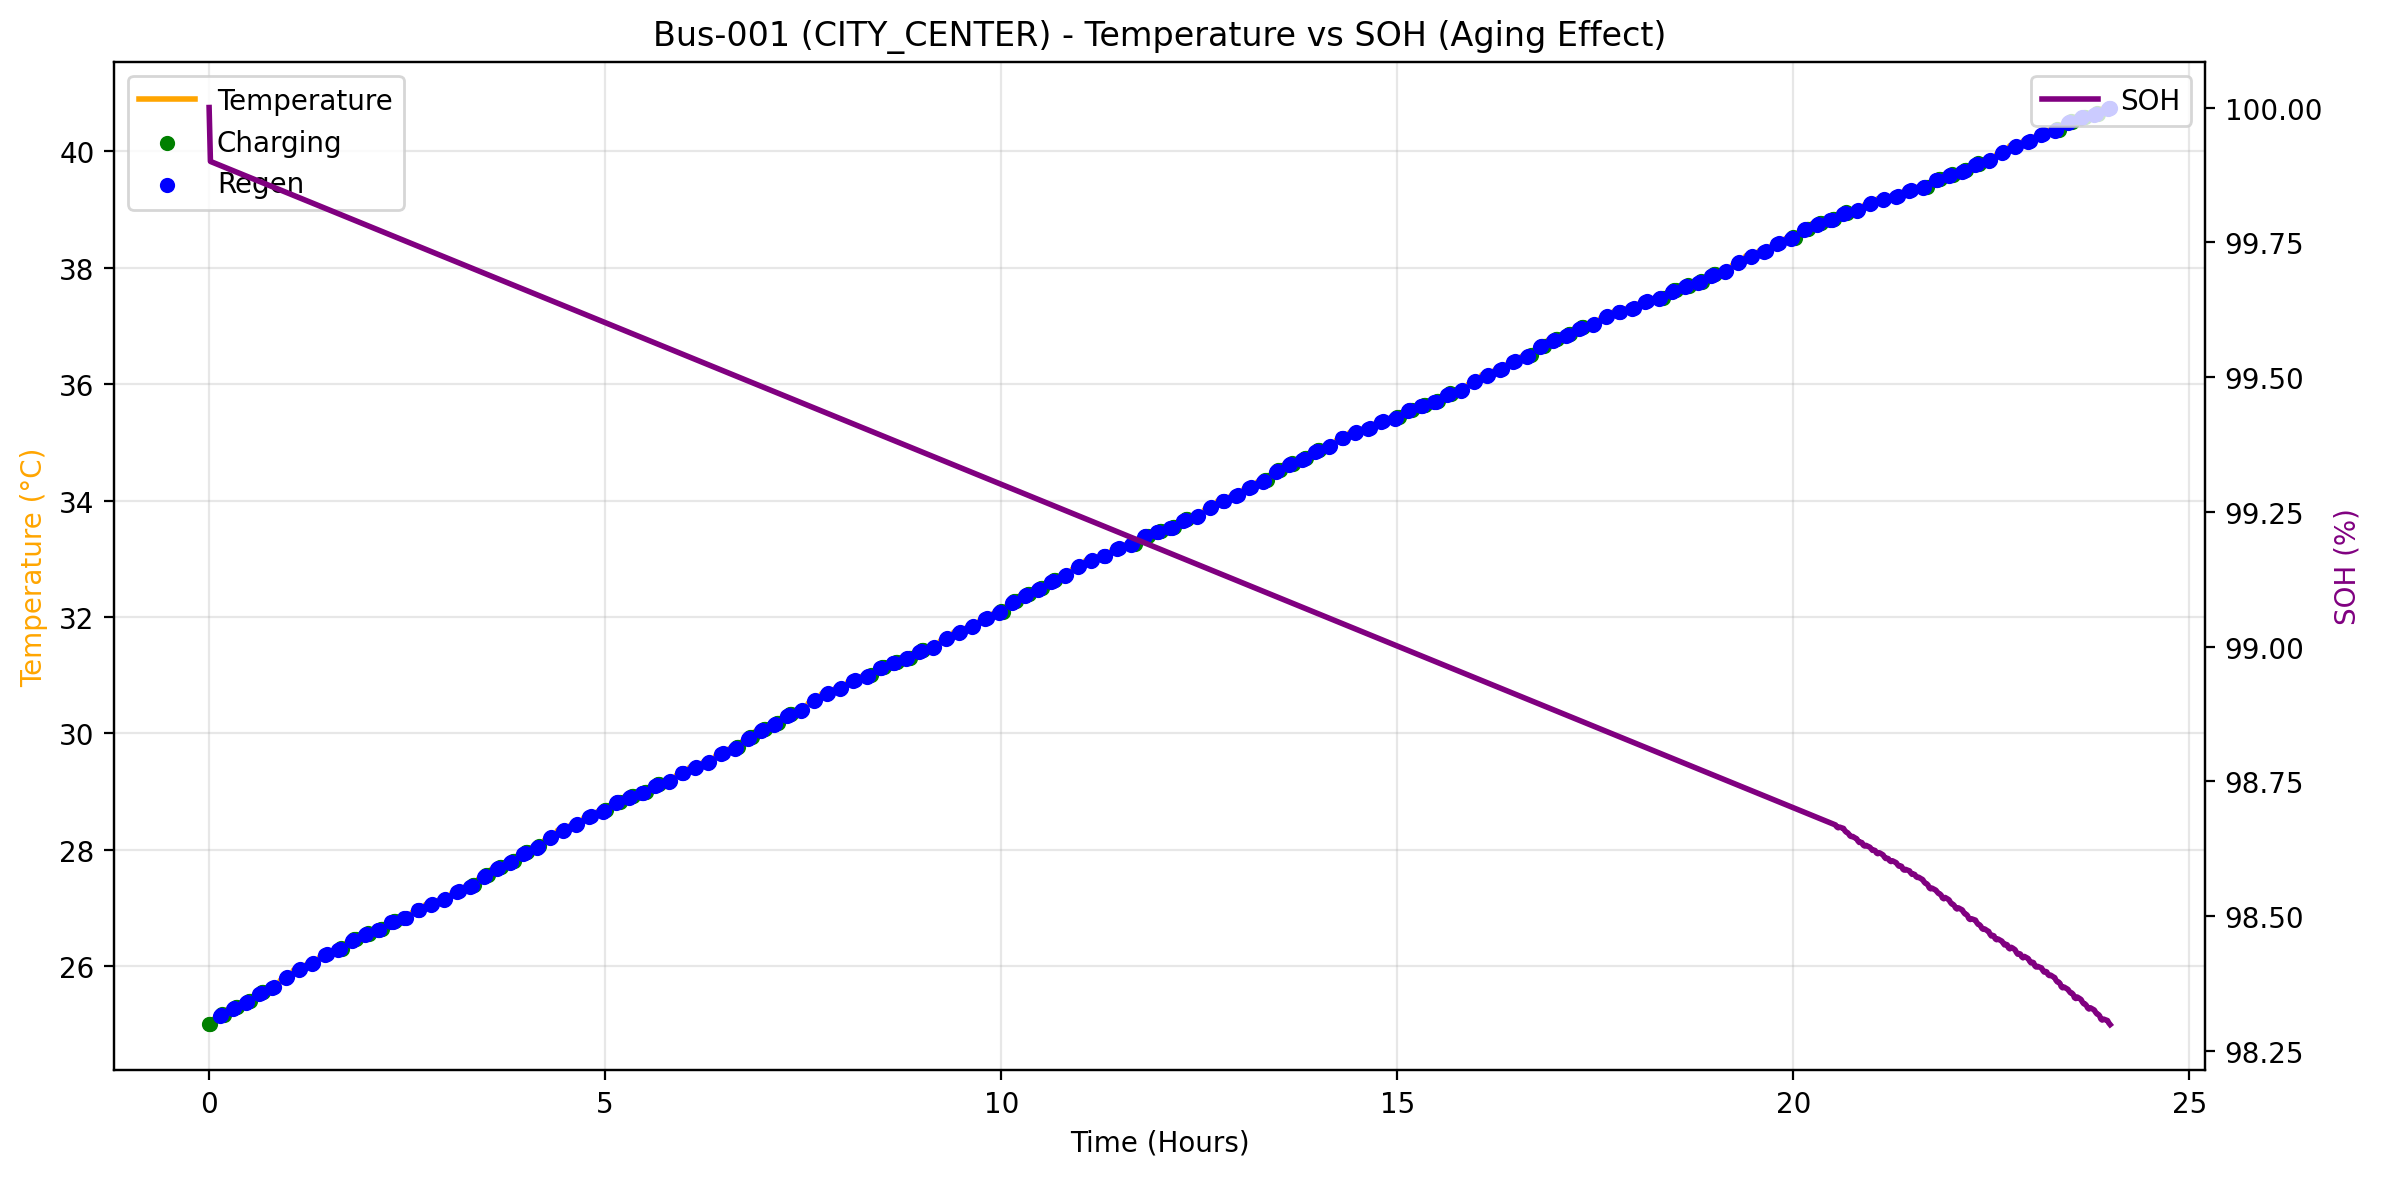 Bus-001 (CITY_CENTER) - Temperature vs SOH (Aging Effect)
Temperature
Charging
Regen
SOH
Temperature (°C)
40
38
36
34
32
30
28
26
100.00
99.75
99.50
99.25
99.00
98.75
98.50
98.25
SOH (%)
0 5 10 15 20 25
Time (Hours)